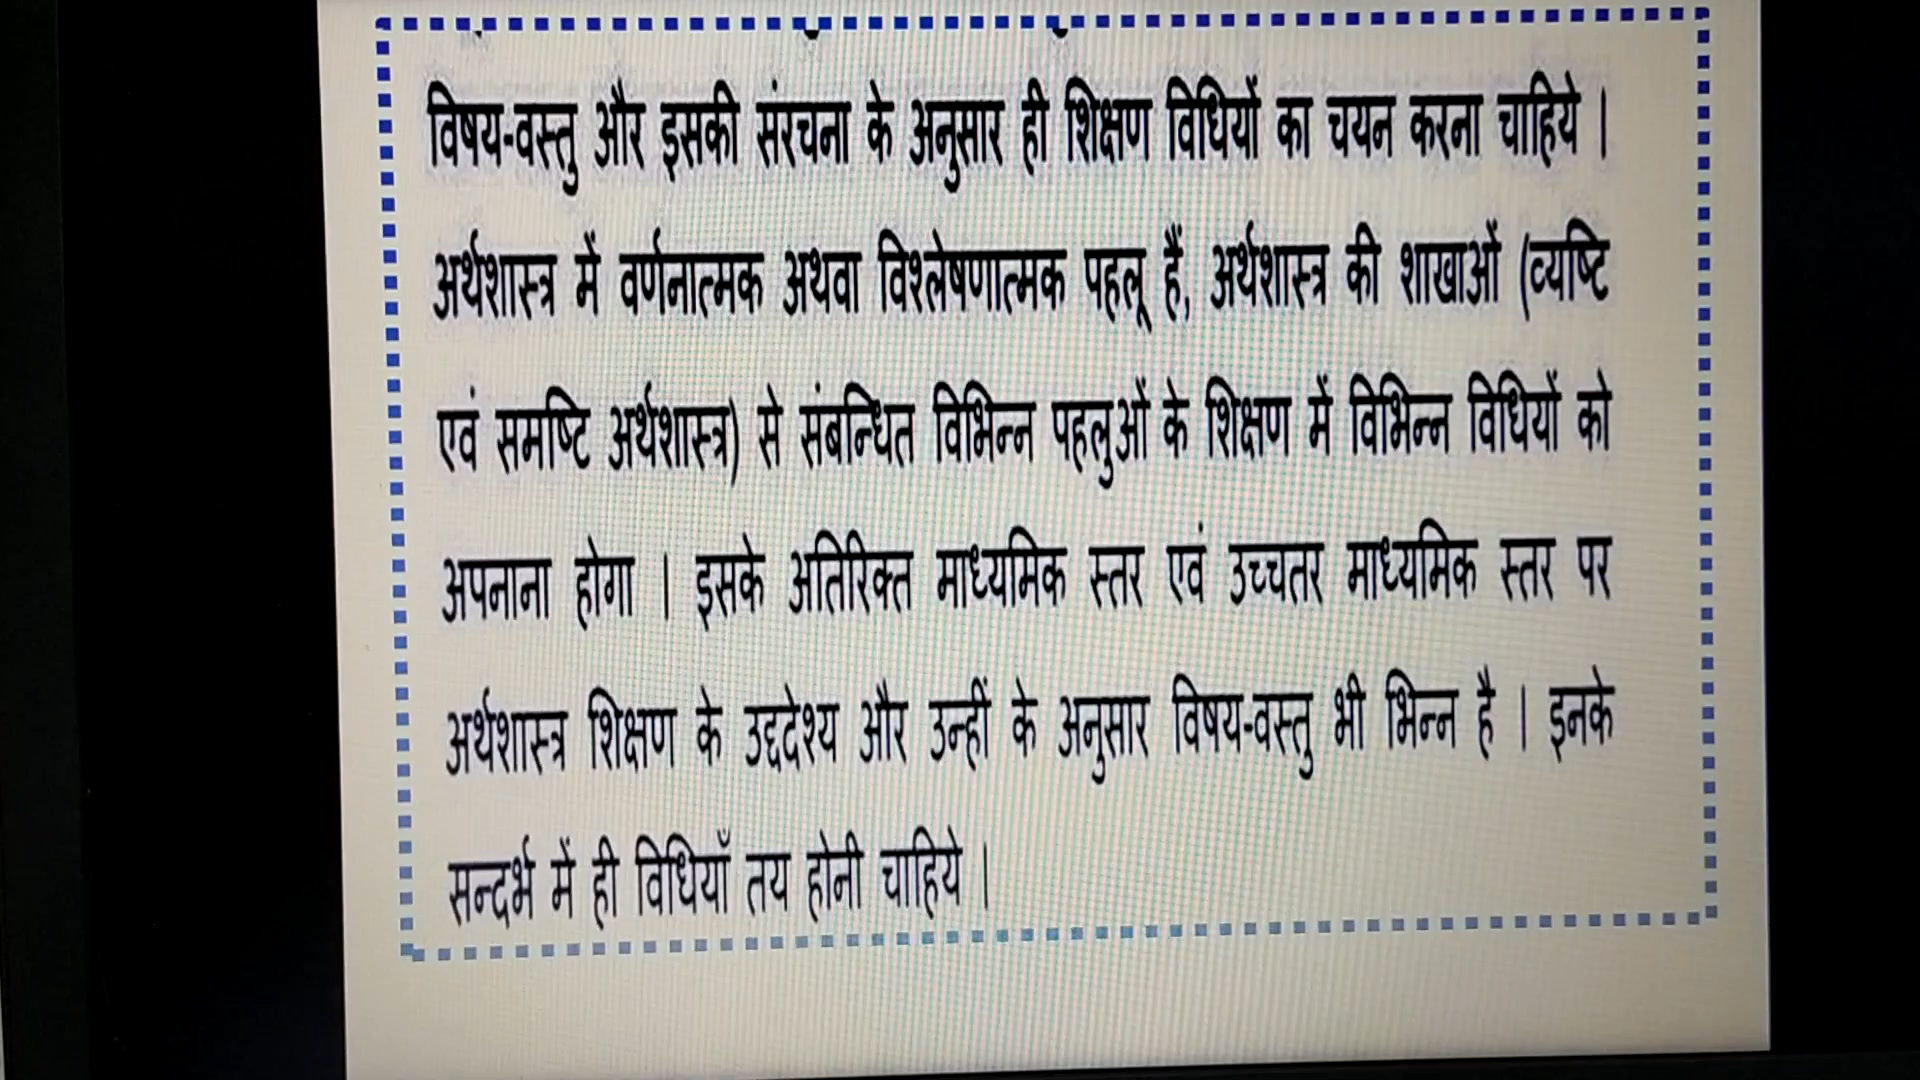 विषय-वस्तु और इसकी संरचना के अनुसार ही शिक्षण विधियों का चयन करना चाहिये ।
अर्थशास्त्र में वर्णनात्मक अथवा विश्लेषणात्मक पहलू हैं, अर्थशास्त्र की शाखाओं (व्यष्टि
एवं समष्टि अर्थशास्त्र) से संबन्धित विभिन्न पहलुओं के शिक्षण में विभिन्न विधियों को
अपनाना होगा । इसके अतिरिक्त माध्यमिक स्तर एवं उच्चतर माध्यमिक स्तर पर
अर्थशास्त्र शिक्षण के उद्ददेश्य और उन्हीं के अनुसार विषय-वस्तु भी भिन्न है । इनके
सन्दर्भ में ही विधियाँ तय होनी चाहिये ।